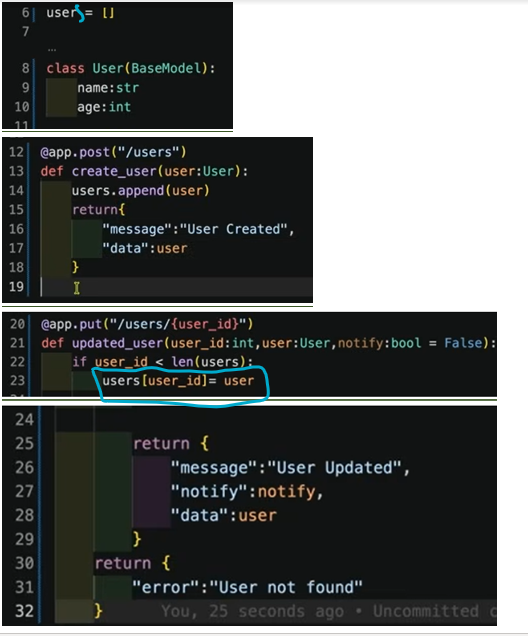 6 user = []
7
...
8 class User(BaseModel):
9 name:str
10 age:int
11
12 @app.post("/users")
13 def create_user(user:User):
14 users.append(user)
15 return{
16 "message":"User Created",
17 "data":user
18 }
19
20 @app.put("/users/{user_id}")
21 def updated_user(user_id:int,user:User,notify:bool = False):
22 if user_id < len(users):
23 users[user_id]= user
24
25 return {
26 "message":"User Updated",
27 "notify":notify,
28 "data":user
29 }
30 return {
31 "error":"User not found"
32 } You, 25 seconds ago • Uncommitted